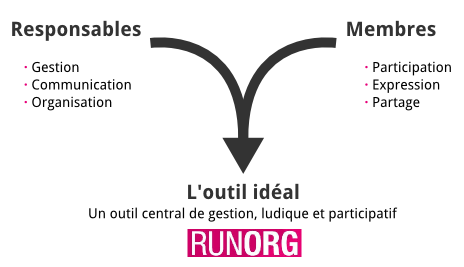 Responsables
· Gestion
· Communication
· Organisation
Membres
· Participation
· Expression
· Partage
L'outil idéal
Un outil central de gestion, ludique et participatif
RUNORG